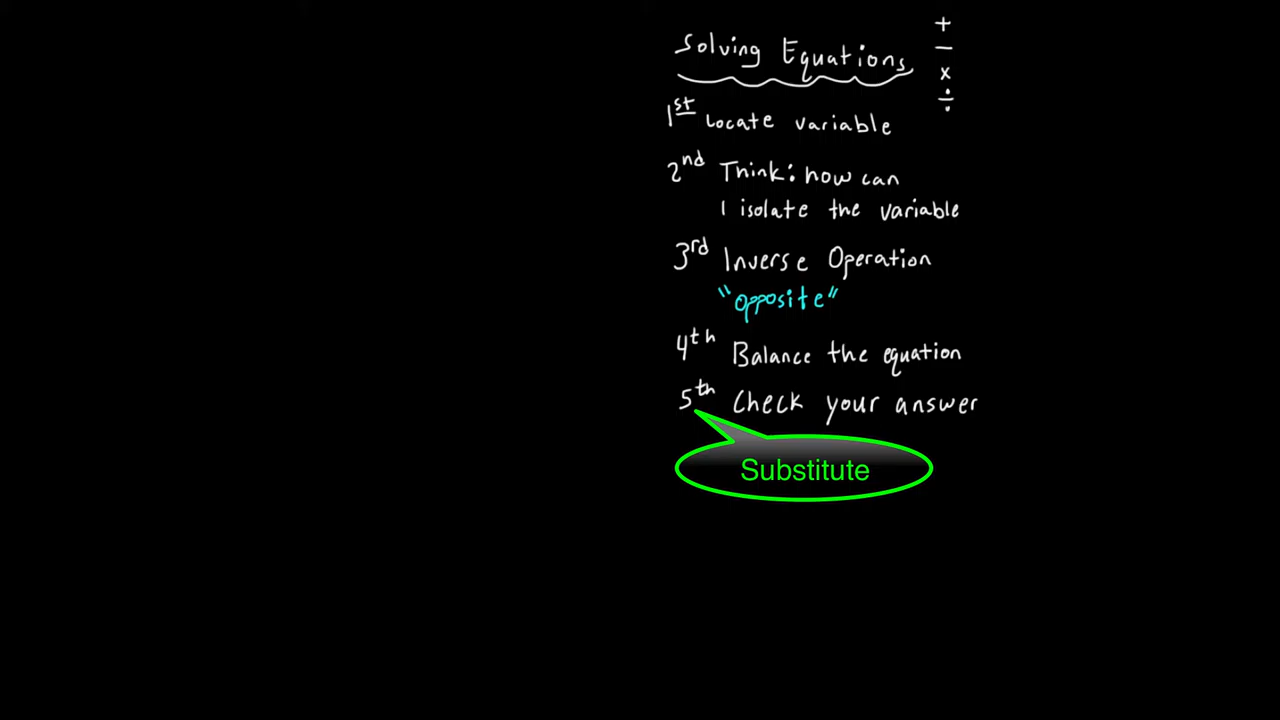 Solving Equations
+
−
x
÷
1st Locate variable
2nd Think: how can
I isolate the variable
3rd Inverse Operation
"opposite"
4th Balance the equation
5th Check your answer
Substitute